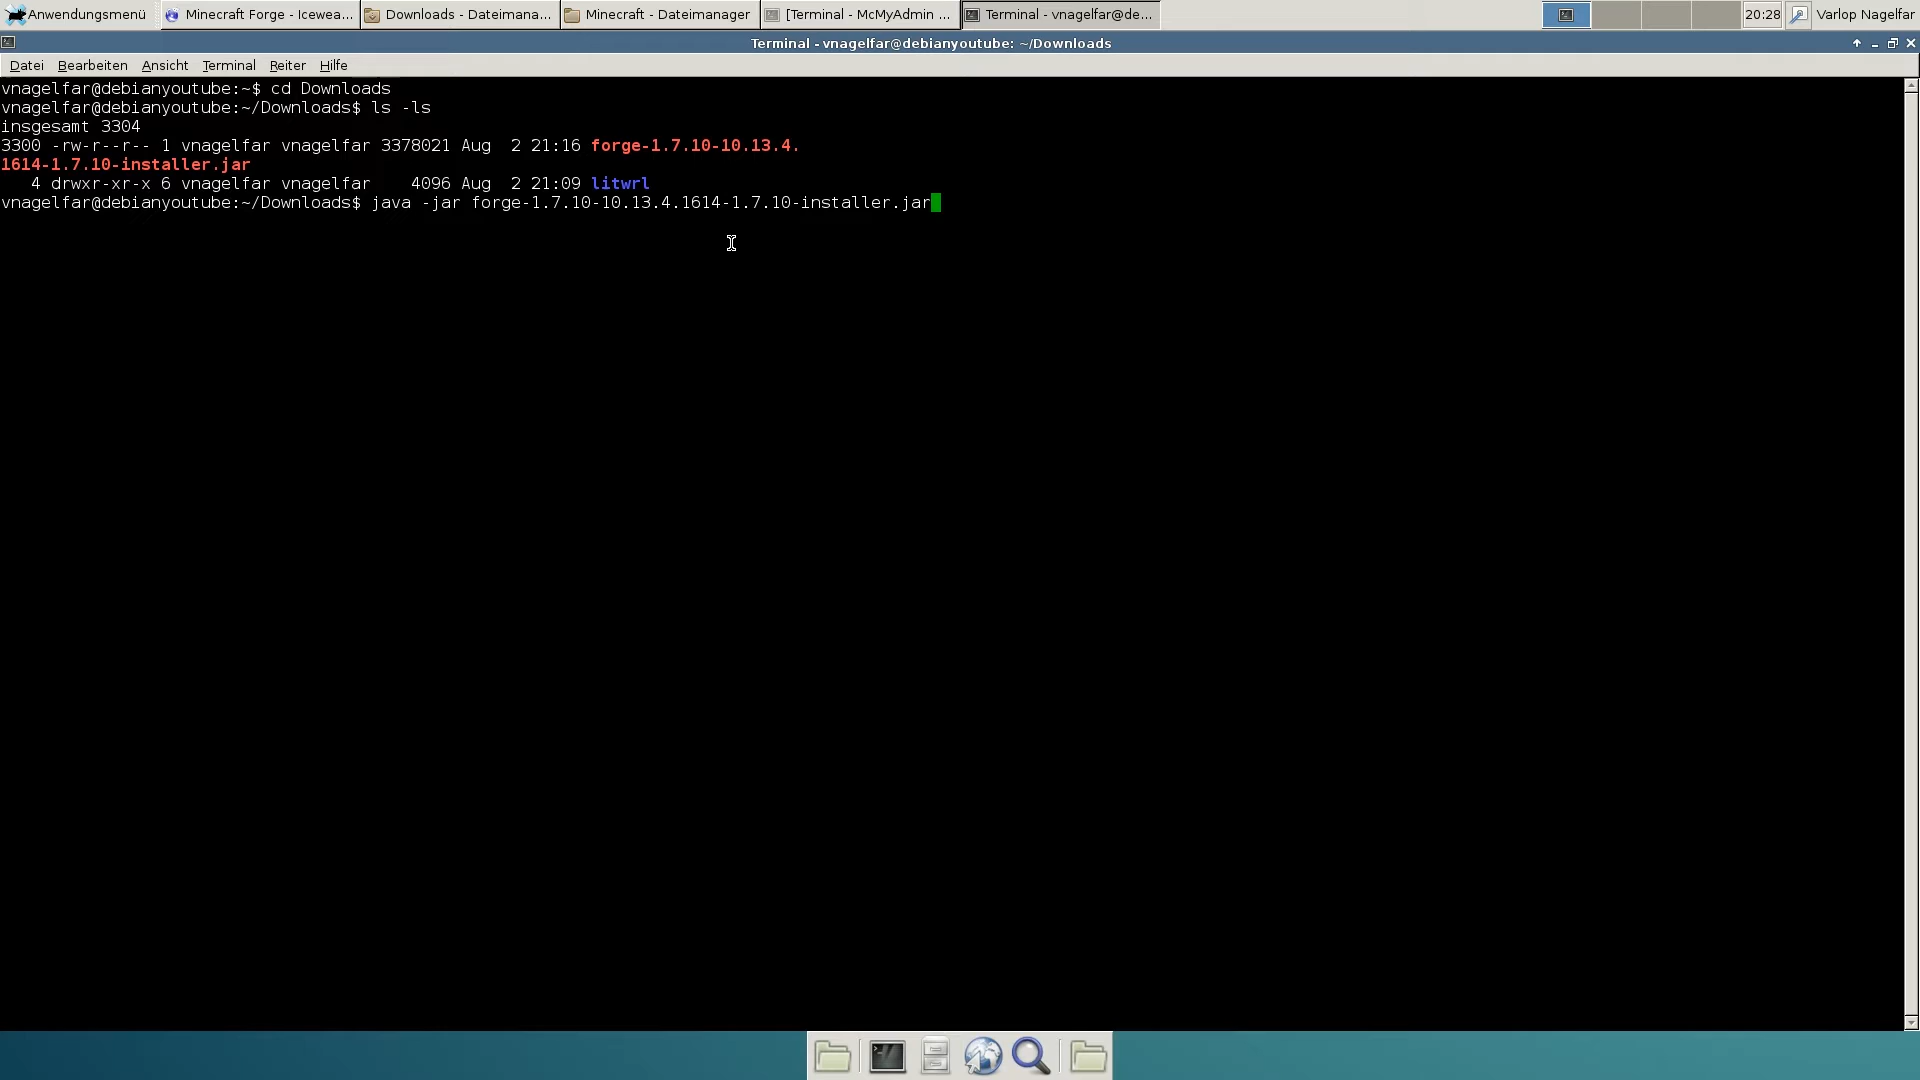 Anwendungsmenü Minecraft Forge - Icewea... Downloads - Dateimana... Minecraft - Dateimanager [Terminal - McMyAdmin ... Terminal - vnagelfar@de... 20:28 Varlop Nagelfar
Terminal - vnagelfar@debianyoutube: ~/Downloads
Datei Bearbeiten Ansicht Terminal Reiter Hilfe
vnagelfar@debianyoutube:~$ cd Downloads
vnagelfar@debianyoutube:~/Downloads$ ls -ls
insgesamt 3304
3300 -rw-r--r-- 1 vnagelfar vnagelfar 3378021 Aug  2 21:16 forge-1.7.10-10.13.4.
1614-1.7.10-installer.jar
   4 drwxr-xr-x 6 vnagelfar vnagelfar    4096 Aug  2 21:09 litwrl
vnagelfar@debianyoutube:~/Downloads$ java -jar forge-1.7.10-10.13.4.1614-1.7.10-installer.jar